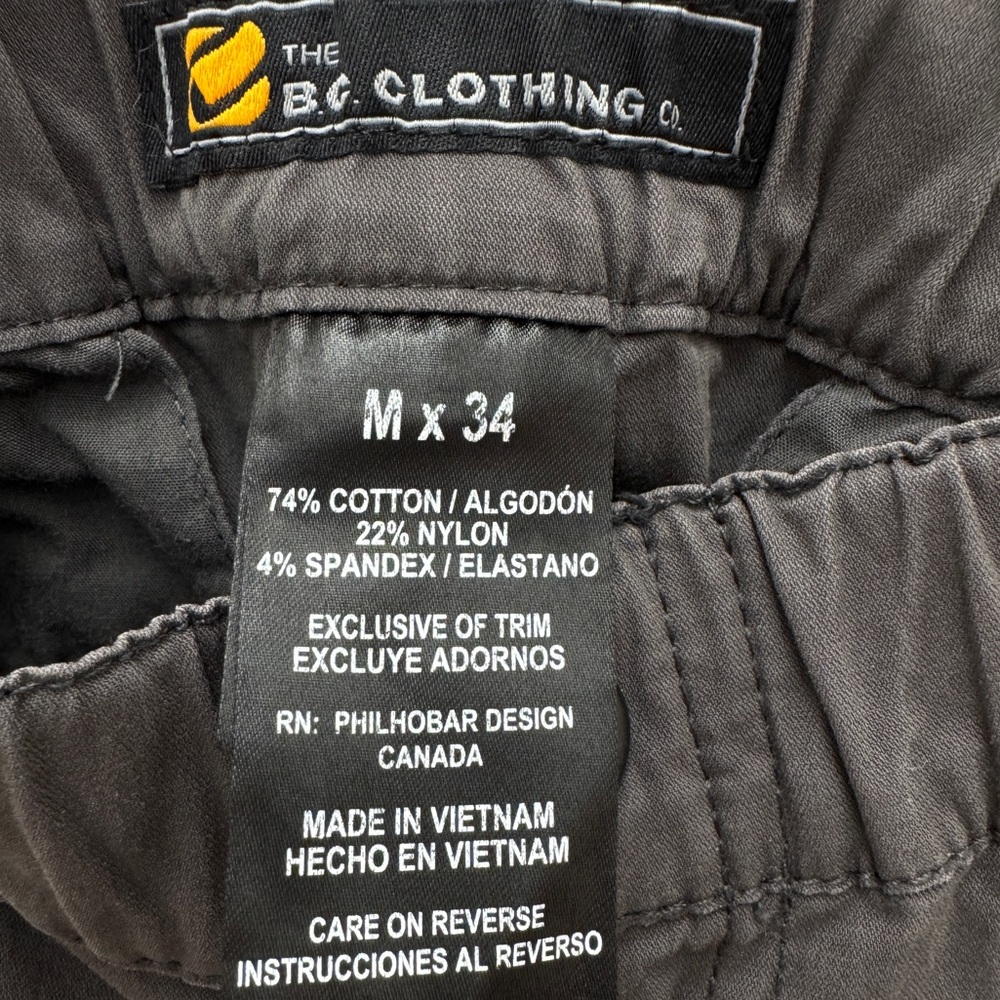 THE
B.C. CLOTHING CO.
M x 34
74% COTTON / ALGODÓN
22% NYLON
4% SPANDEX / ELASTANO
EXCLUSIVE OF TRIM
EXCLUYE ADORNOS
RN: PHILHOBAR DESIGN
CANADA
MADE IN VIETNAM
HECHO EN VIETNAM
CARE ON REVERSE
INSTRUCCIONES AL REVERSO